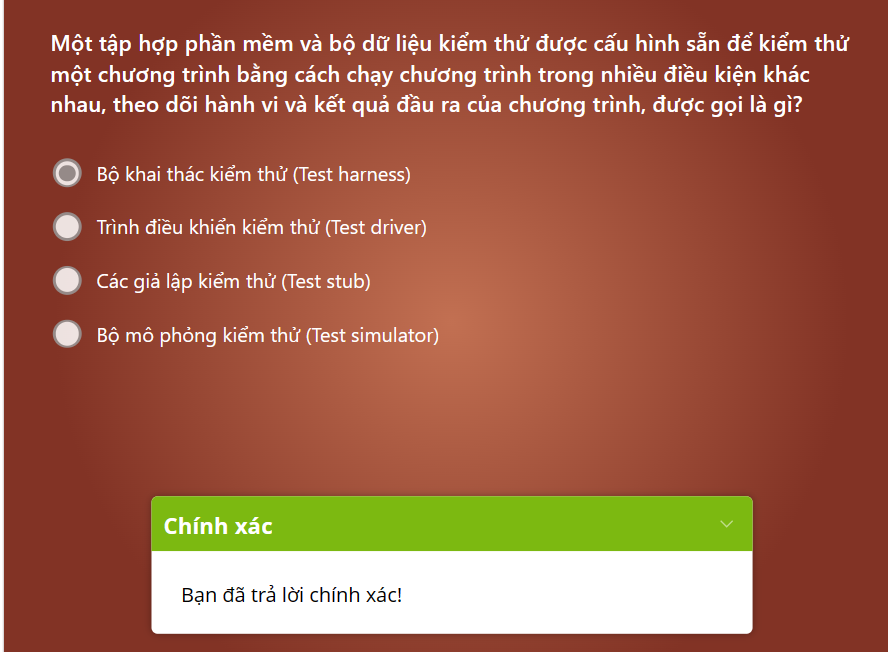 Một tập hợp phần mềm và bộ dữ liệu kiểm thử được cấu hình sẵn để kiểm thử
một chương trình bằng cách chạy chương trình trong nhiều điều kiện khác
nhau, theo dõi hành vi và kết quả đầu ra của chương trình, được gọi là gì?
Bộ khai thác kiểm thử (Test harness)
Trình điều khiển kiểm thử (Test driver)
Các giả lập kiểm thử (Test stub)
Bộ mô phỏng kiểm thử (Test simulator)
Chính xác
Bạn đã trả lời chính xác!